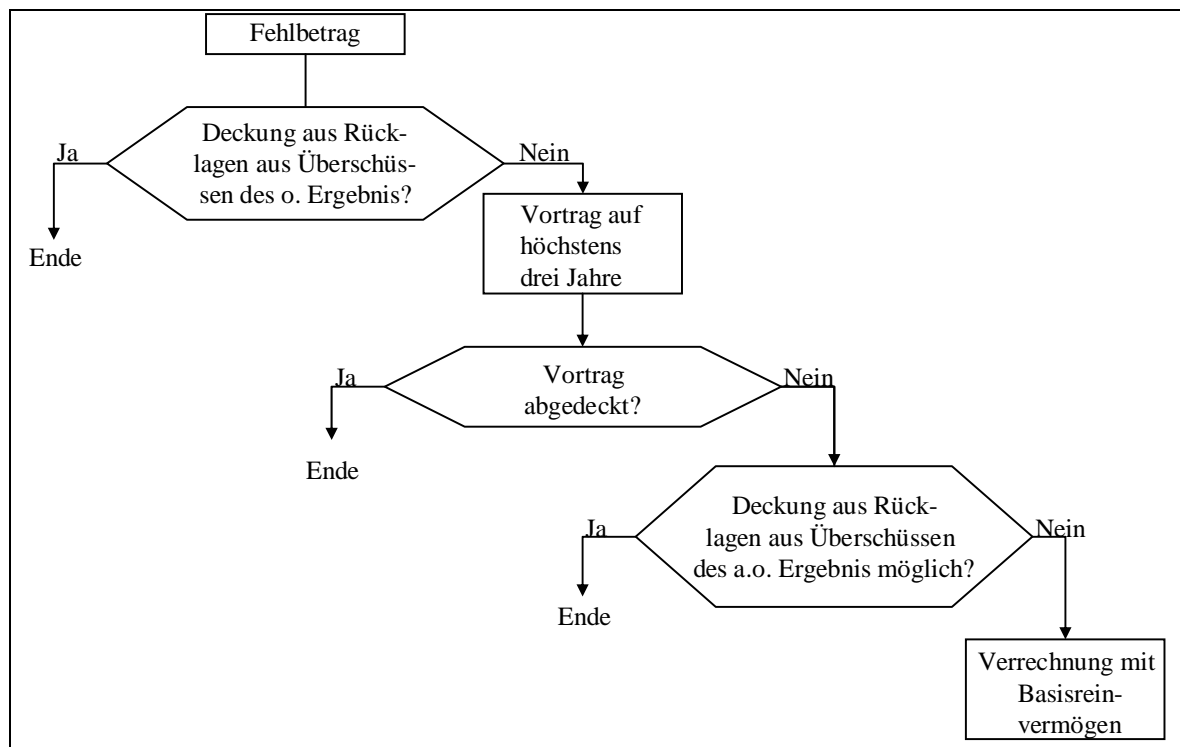 Fehlbetrag
Deckung aus Rück-
lagen aus Überschüs-
sen des o. Ergebnis?
Ja
Nein
Ende
Vortrag auf
höchstens
drei Jahre
Ja
Vortrag
abgedeckt?
Nein
Ende
Deckung aus Rück-
lagen aus Überschüssen
des a.o. Ergebnis möglich?
Ja
Nein
Ende
Verrechnung mit
Basisrein-
vermögen